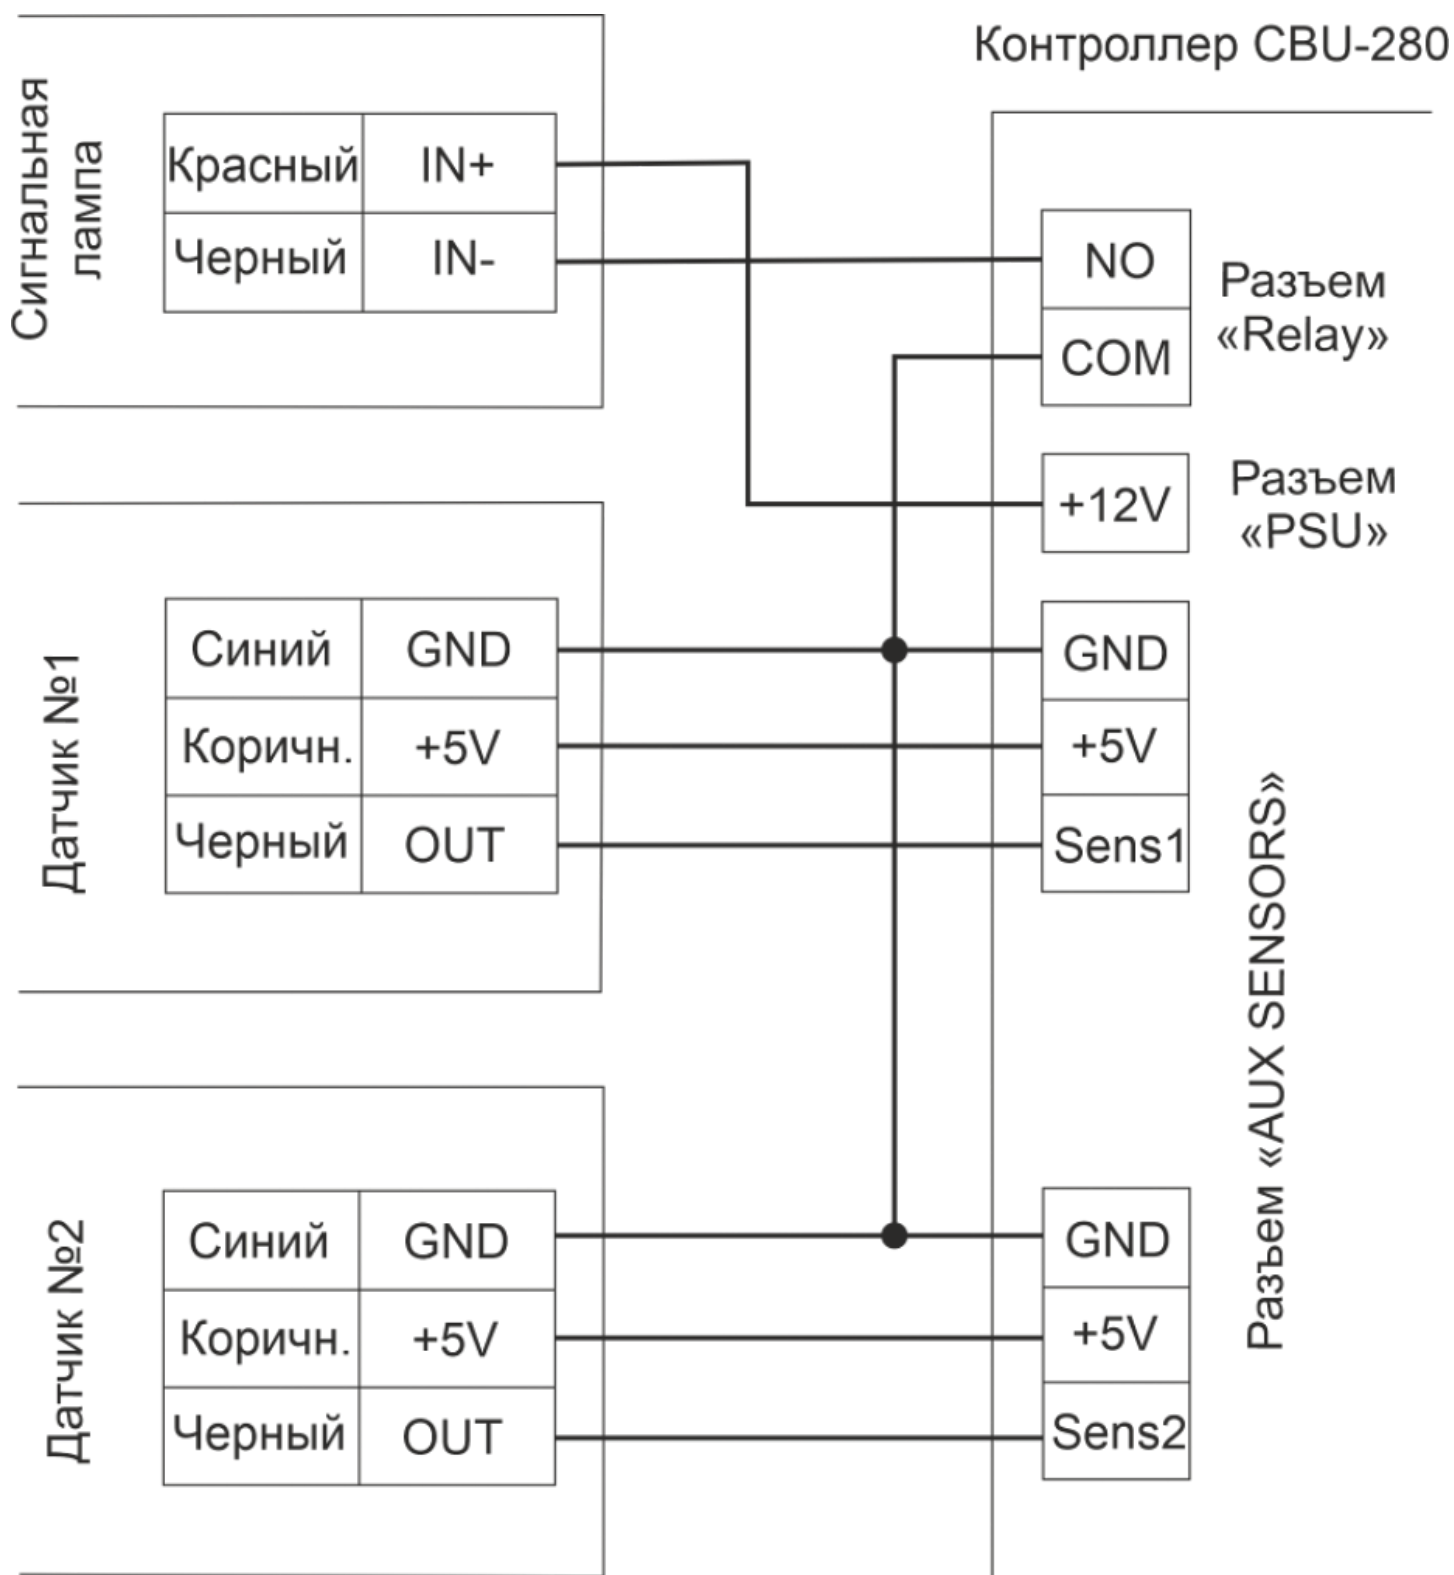 Контроллер CBU-280
Сигнальная
лампа
Красный IN+
Черный IN-
NO
COM
Разъем
«Relay»
+12V
Разъем
«PSU»
Датчик №1
Синий GND
Коричн. +5V
Черный OUT
GND
+5V
Sens1
Разъем «AUX SENSORS»
Датчик №2
Синий GND
Коричн. +5V
Черный OUT
GND
+5V
Sens2